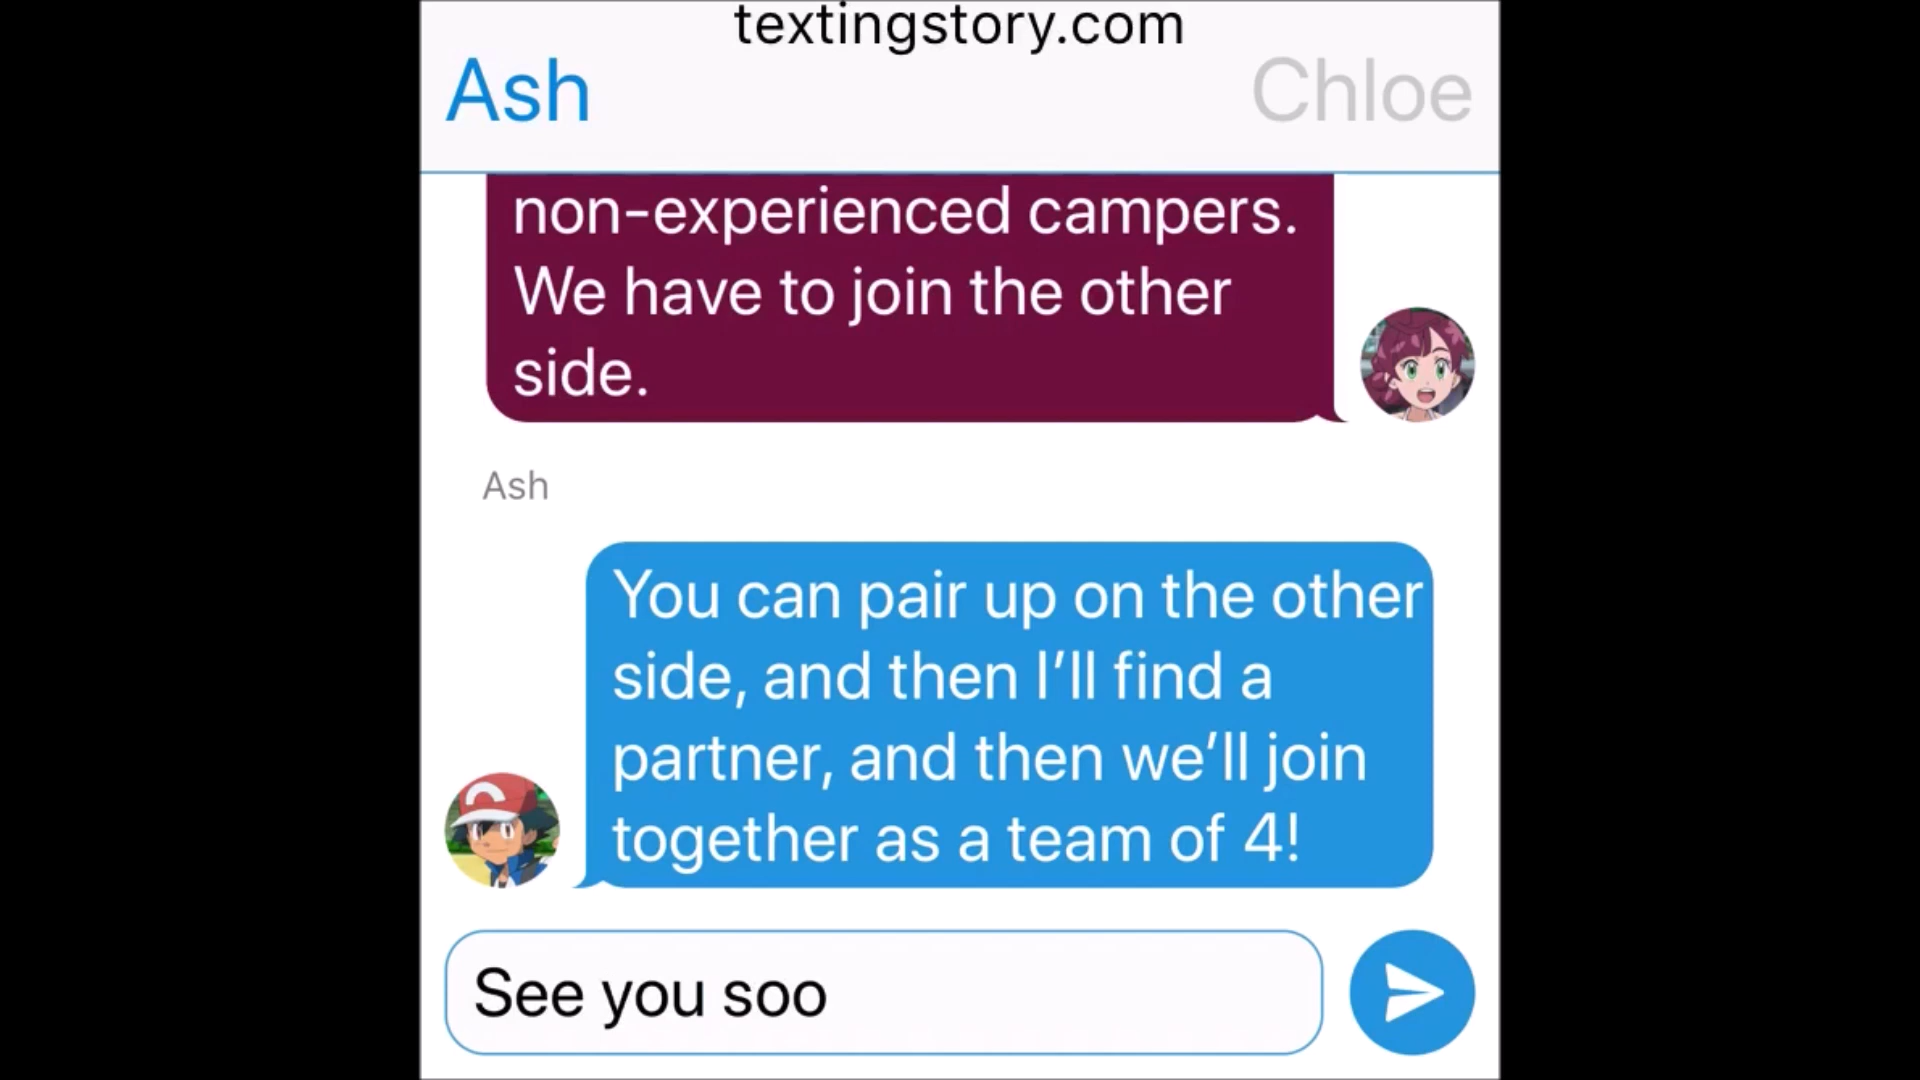 textingstory.com
Ash
Chloe
non-experienced campers.
We have to join the other
side.
Ash
You can pair up on the other
side, and then I’ll find a
partner, and then we’ll join
together as a team of 4!
See you soo